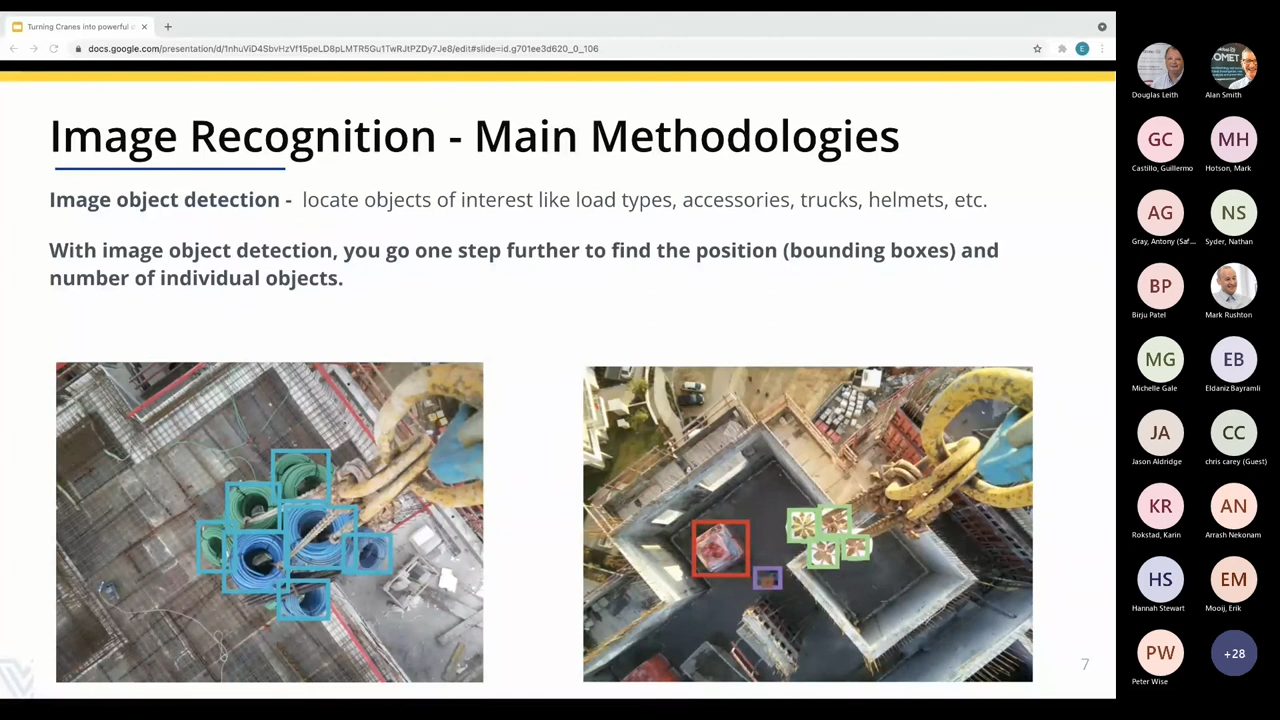 Turning Cranes into powerful o
docs.google.com/presentation/d/1nhuViD4SbvHzVf15peLD8pLMTR5Gu1TwRJtPZDy7Je8/edit#slide=id.g701ee3d620_0_106
E
Image Recognition - Main Methodologies
Image object detection - locate objects of interest like load types, accessories, trucks, helmets, etc.
With image object detection, you go one step further to find the position (bounding boxes) and
number of individual objects.
7
OMET
Douglas Leith
Alan Smith
GC
MH
Castillo, Guillermo
Hotson, Mark
AG
NS
Gray, Antony (Saf...
Syder, Nathan
BP
Birju Patel
Mark Rushton
MG
EB
Michelle Gale
Eldaniz Bayramli
JA
CC
Jason Aldridge
chris carey (Guest)
KR
AN
Rokstad, Karin
Arrash Nekonam
HS
EM
Hannah Stewart
Mooij, Erik
PW
+28
Peter Wise